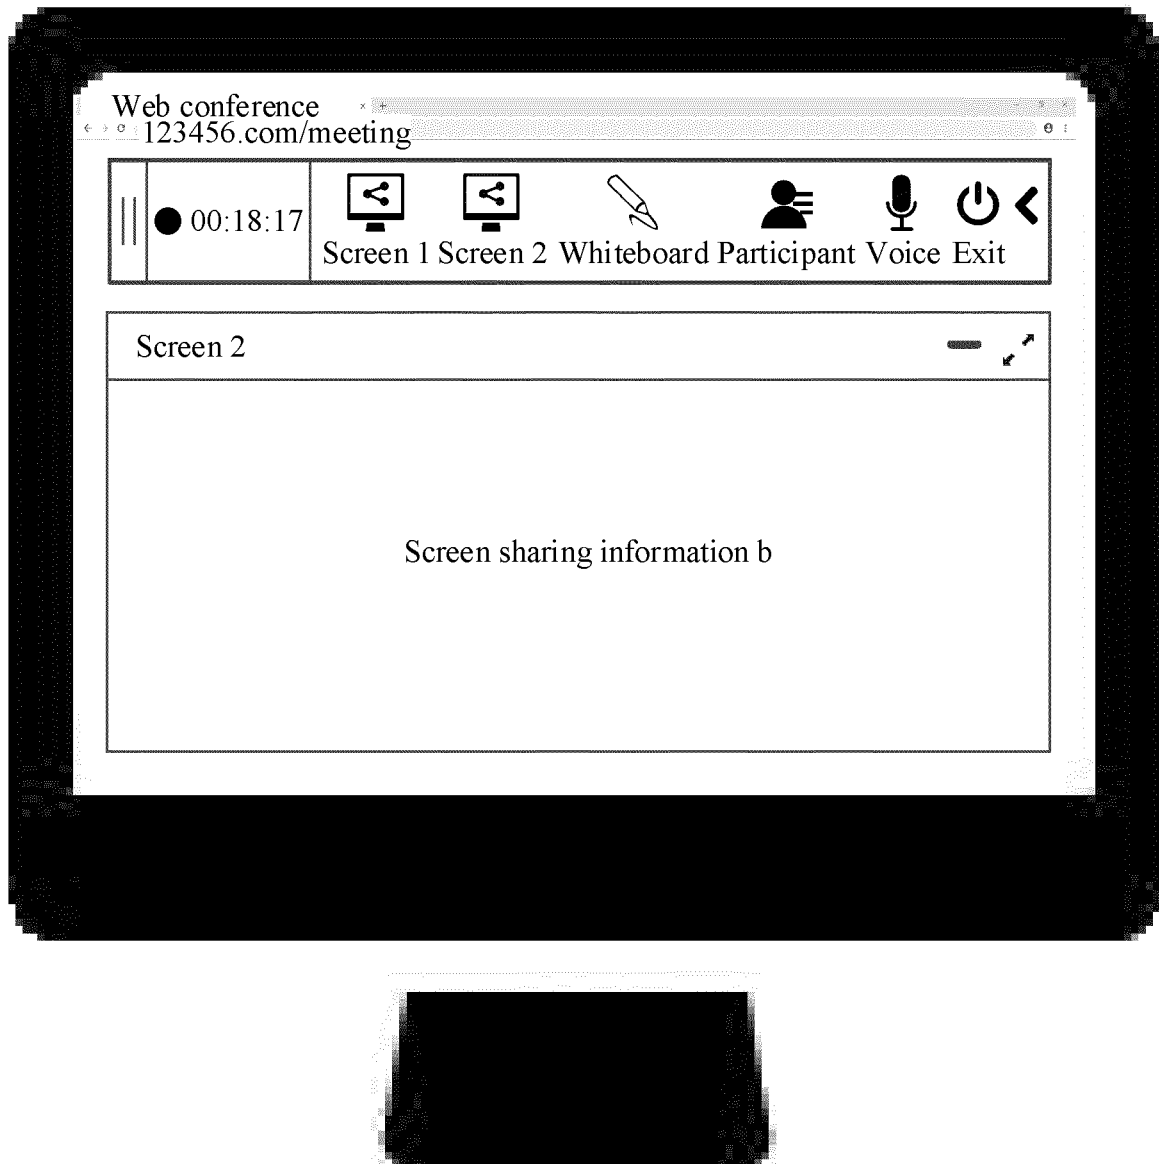 Web conference
123456.com/meeting
00:18:17
Screen 1 Screen 2 Whiteboard Participant Voice Exit
Screen 2
Screen sharing information b